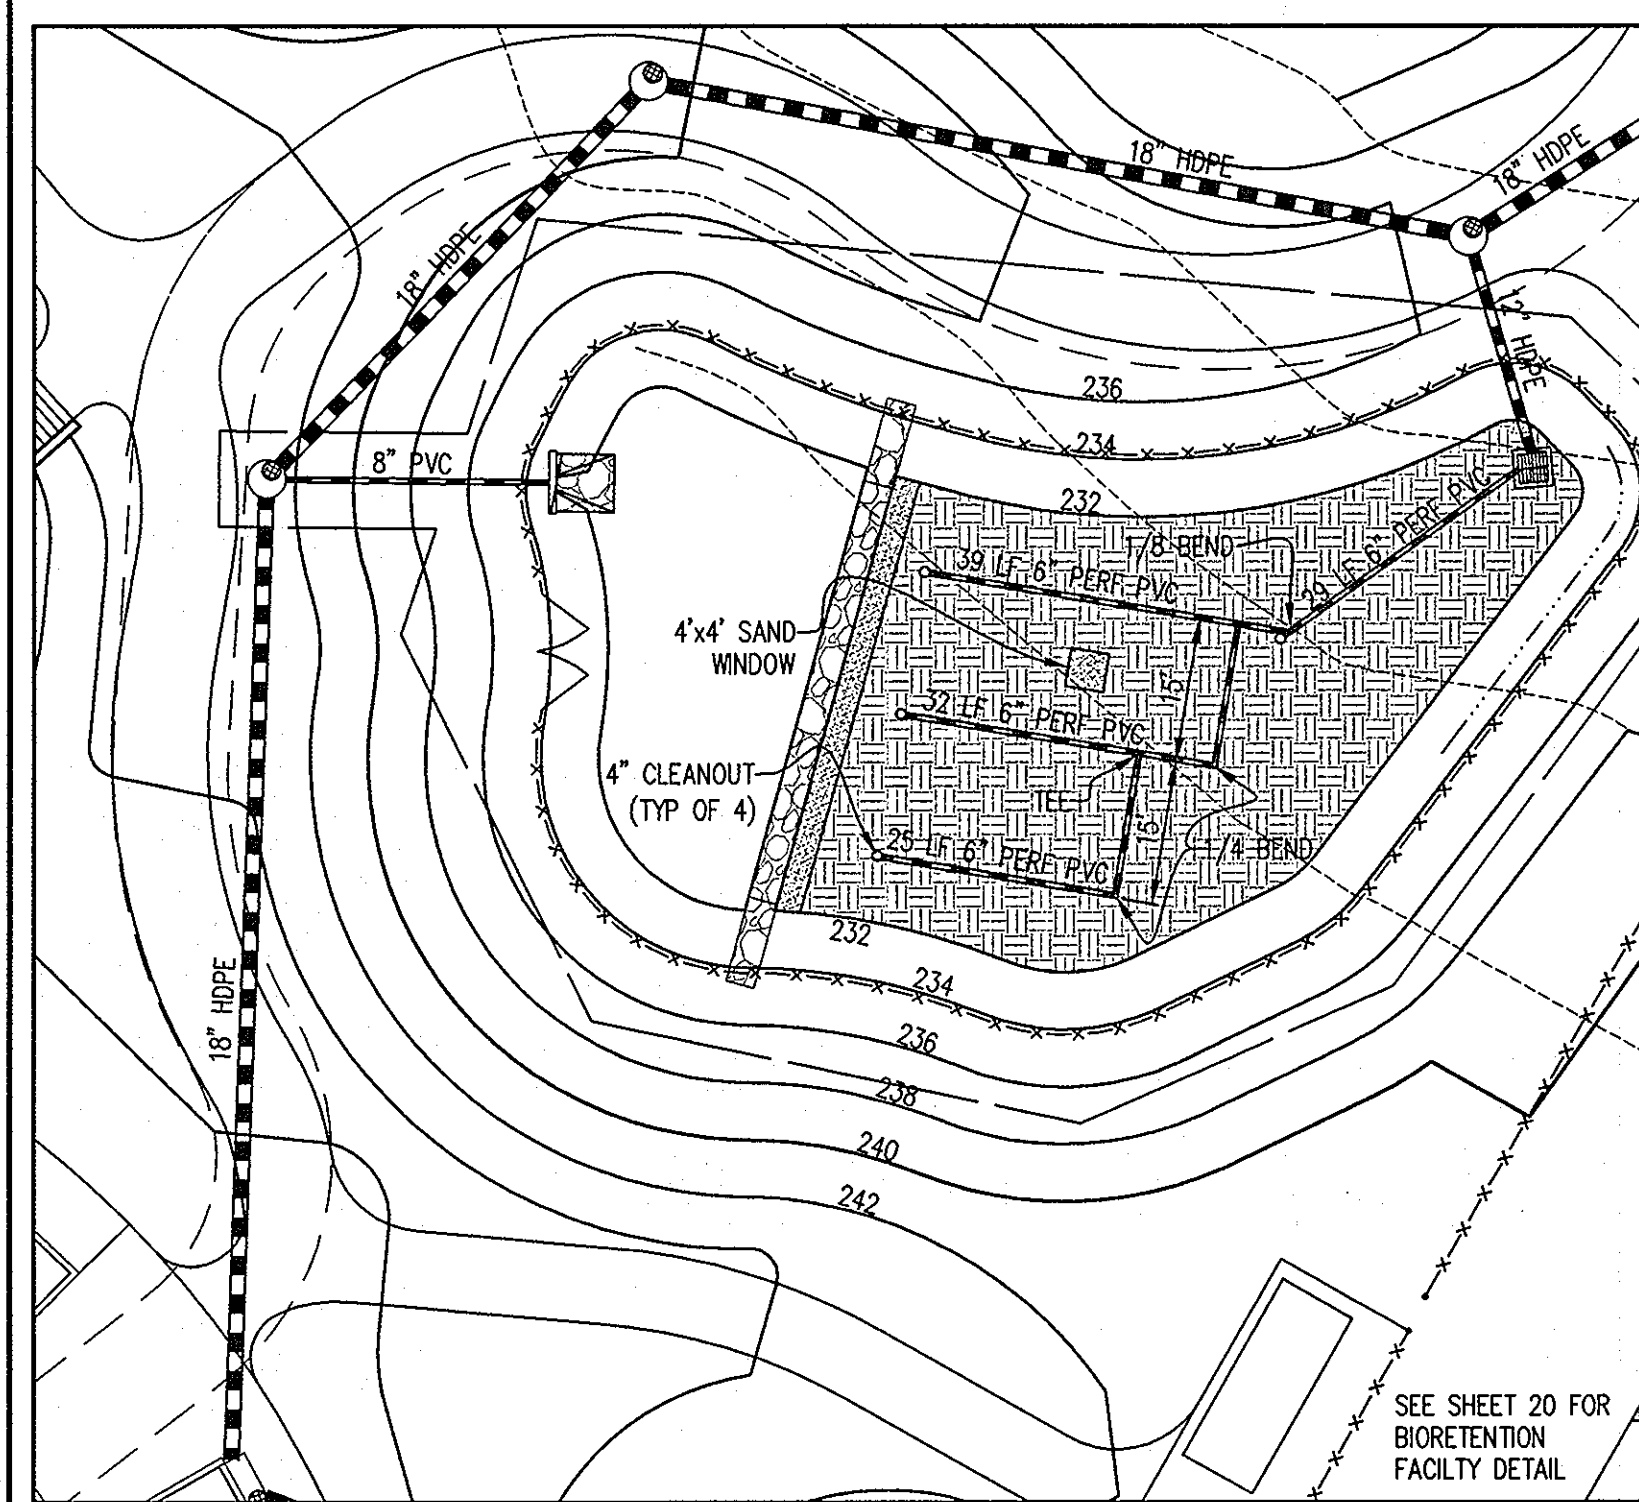 18" HDPE
18" HDPE
18" HDPE
12" HDPE
236
234
8" PVC
232
1/8 BEND
39 LF 6" PERF PVC
29 LF 6" PERF PVC
4'x4' SAND
WINDOW
15'
32 LF 6" PERF PVC
4" CLEANOUT
(TYP OF 4)
TEE
15'
25 LF 6" PERF PVC
1/4 BEND
232
234
18" HDPE
236
238
240
242
SEE SHEET 20 FOR
BIORETENTION
FACILTY DETAIL